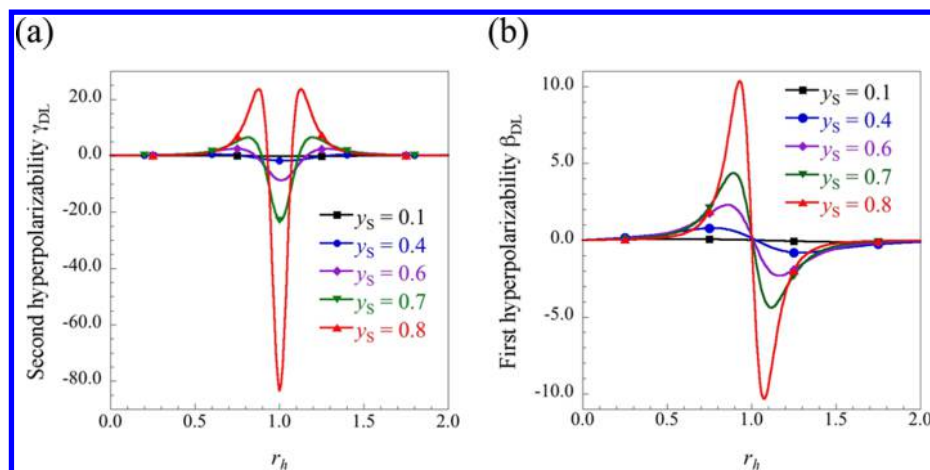 (a)
Second hyperpolarizability γDL
20.0
0.0
-20.0
-40.0
-60.0
-80.0
0.0 0.5 1.0 1.5 2.0
rh
yS = 0.1
yS = 0.4
yS = 0.6
yS = 0.7
yS = 0.8
(b)
First hyperpolarizability βDL
10.0
5.0
0.0
-5.0
-10.0
0.0 0.5 1.0 1.5 2.0
rh
yS = 0.1
yS = 0.4
yS = 0.6
yS = 0.7
yS = 0.8